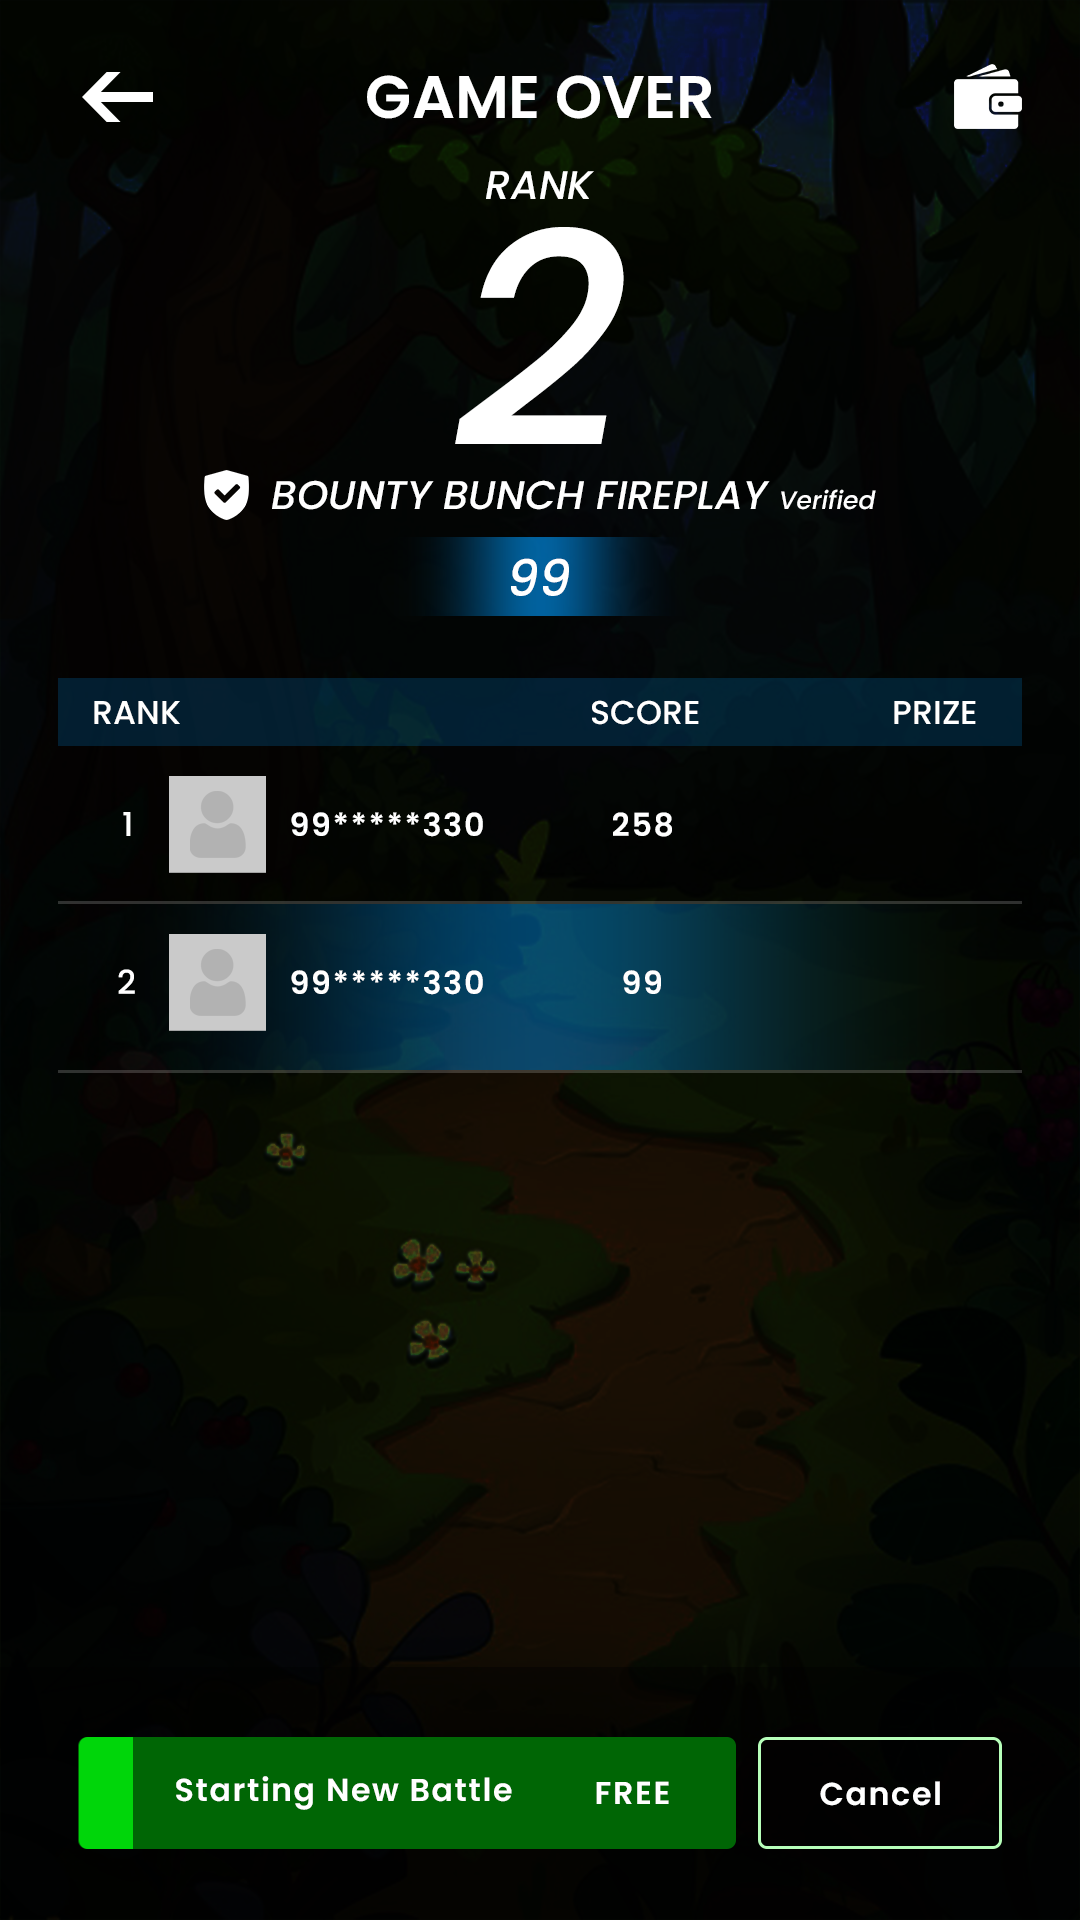 GAME OVER
RANK
2
BOUNTY BUNCH FIREPLAY Verified
99
RANK SCORE PRIZE
1 99*****330 258
2 99*****330 99
Starting New Battle FREE Cancel